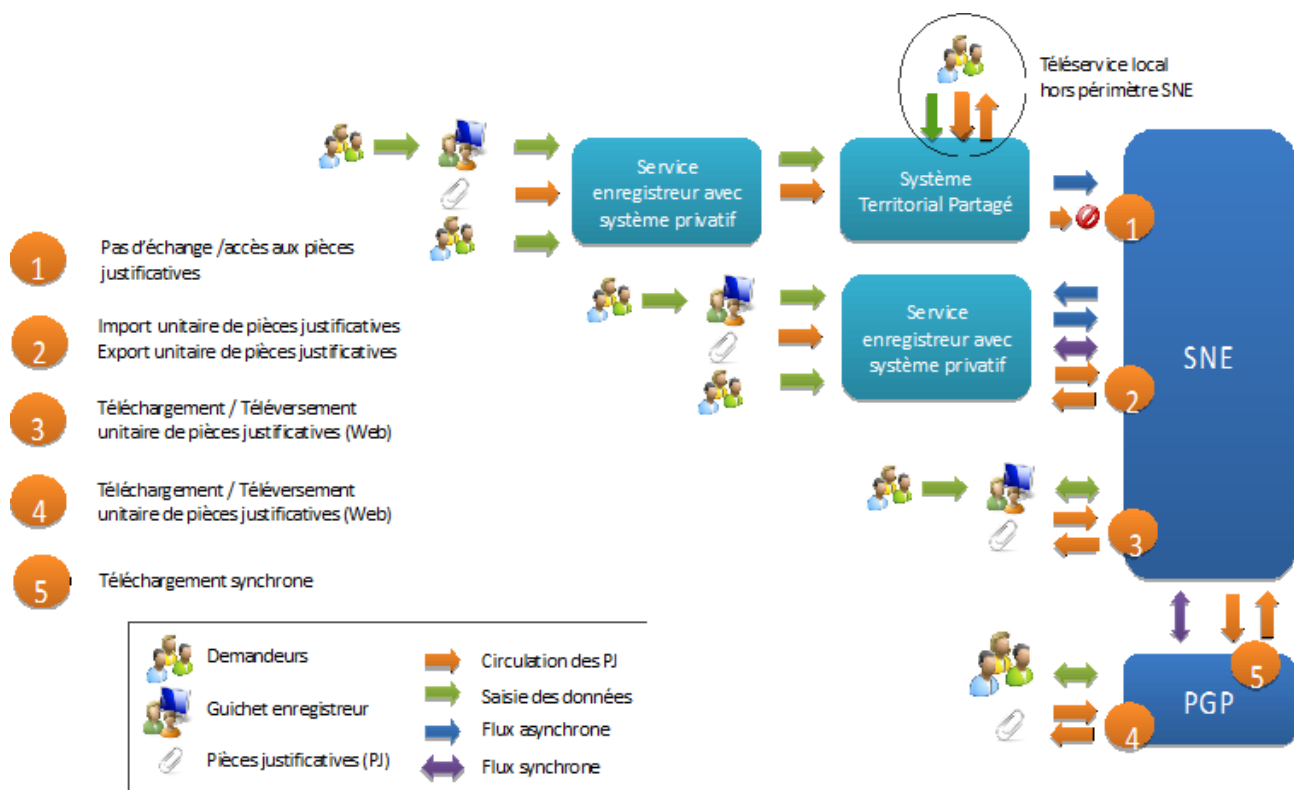 Téléservice local
hors périmètre SNE
Service
enregistreur avec
système privatif
Système
Territorial Partagé
1
Service
enregistreur avec
système privatif
2
SNE
3
PGP
5
4
1
Pas d'échange /accès aux pièces
justificatives
2
Import unitaire de pièces justificatives
Export unitaire de pièces justificatives
3
Téléchargement / Téléversement
unitaire de pièces justificatives (Web)
4
Téléchargement / Téléversement
unitaire de pièces justificatives (Web)
5
Téléchargement synchrone
Demandeurs
Guichet enregistreur
Pièces justificatives (PJ)
Circulation des PJ
Saisie des données
Flux asynchrone
Flux synchrone